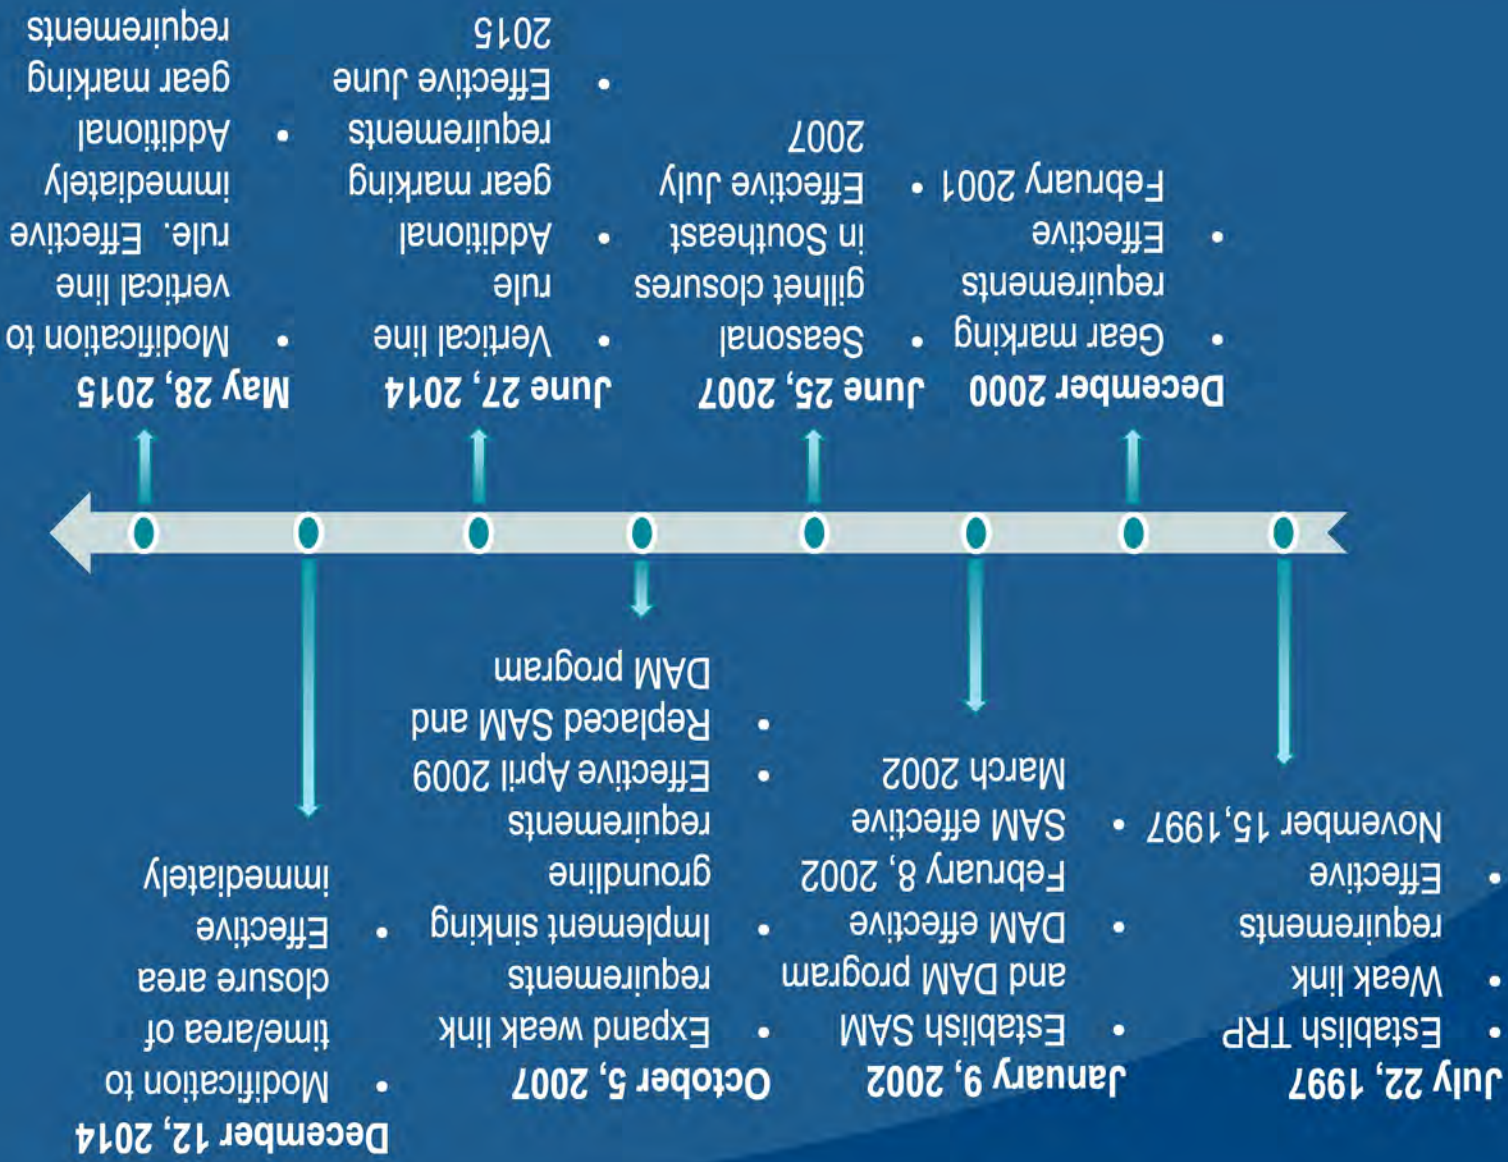 July 22, 1997
• Establish TRP
• Weak link
requirements
• Effective
November 15,1997
January 9, 2002
• Establish SAM
and DAM program
• DAM effective
February 8, 2002
• SAM effective
March 2002
October 5, 2007
• Expand weak link
requirements
• Implement sinking
groundline
requirements
• Effective April 2009
• Replaced SAM and
DAM program
December 12, 2014
• Modification to
time/area of
closure area
• Effective
immediately
December 2000
• Gear marking
requirements
• Effective
February 2001
June 25, 2007
• Seasonal
gillnet closures
in Southeast
• Effective July
2007
June 27, 2014
• Vertical line
rule
• Additional
gear marking
requirements
• Effective June
2015
May 28, 2015
• Modification to
vertical line
rule. Effective
immediately
• Additional
gear marking
requirements